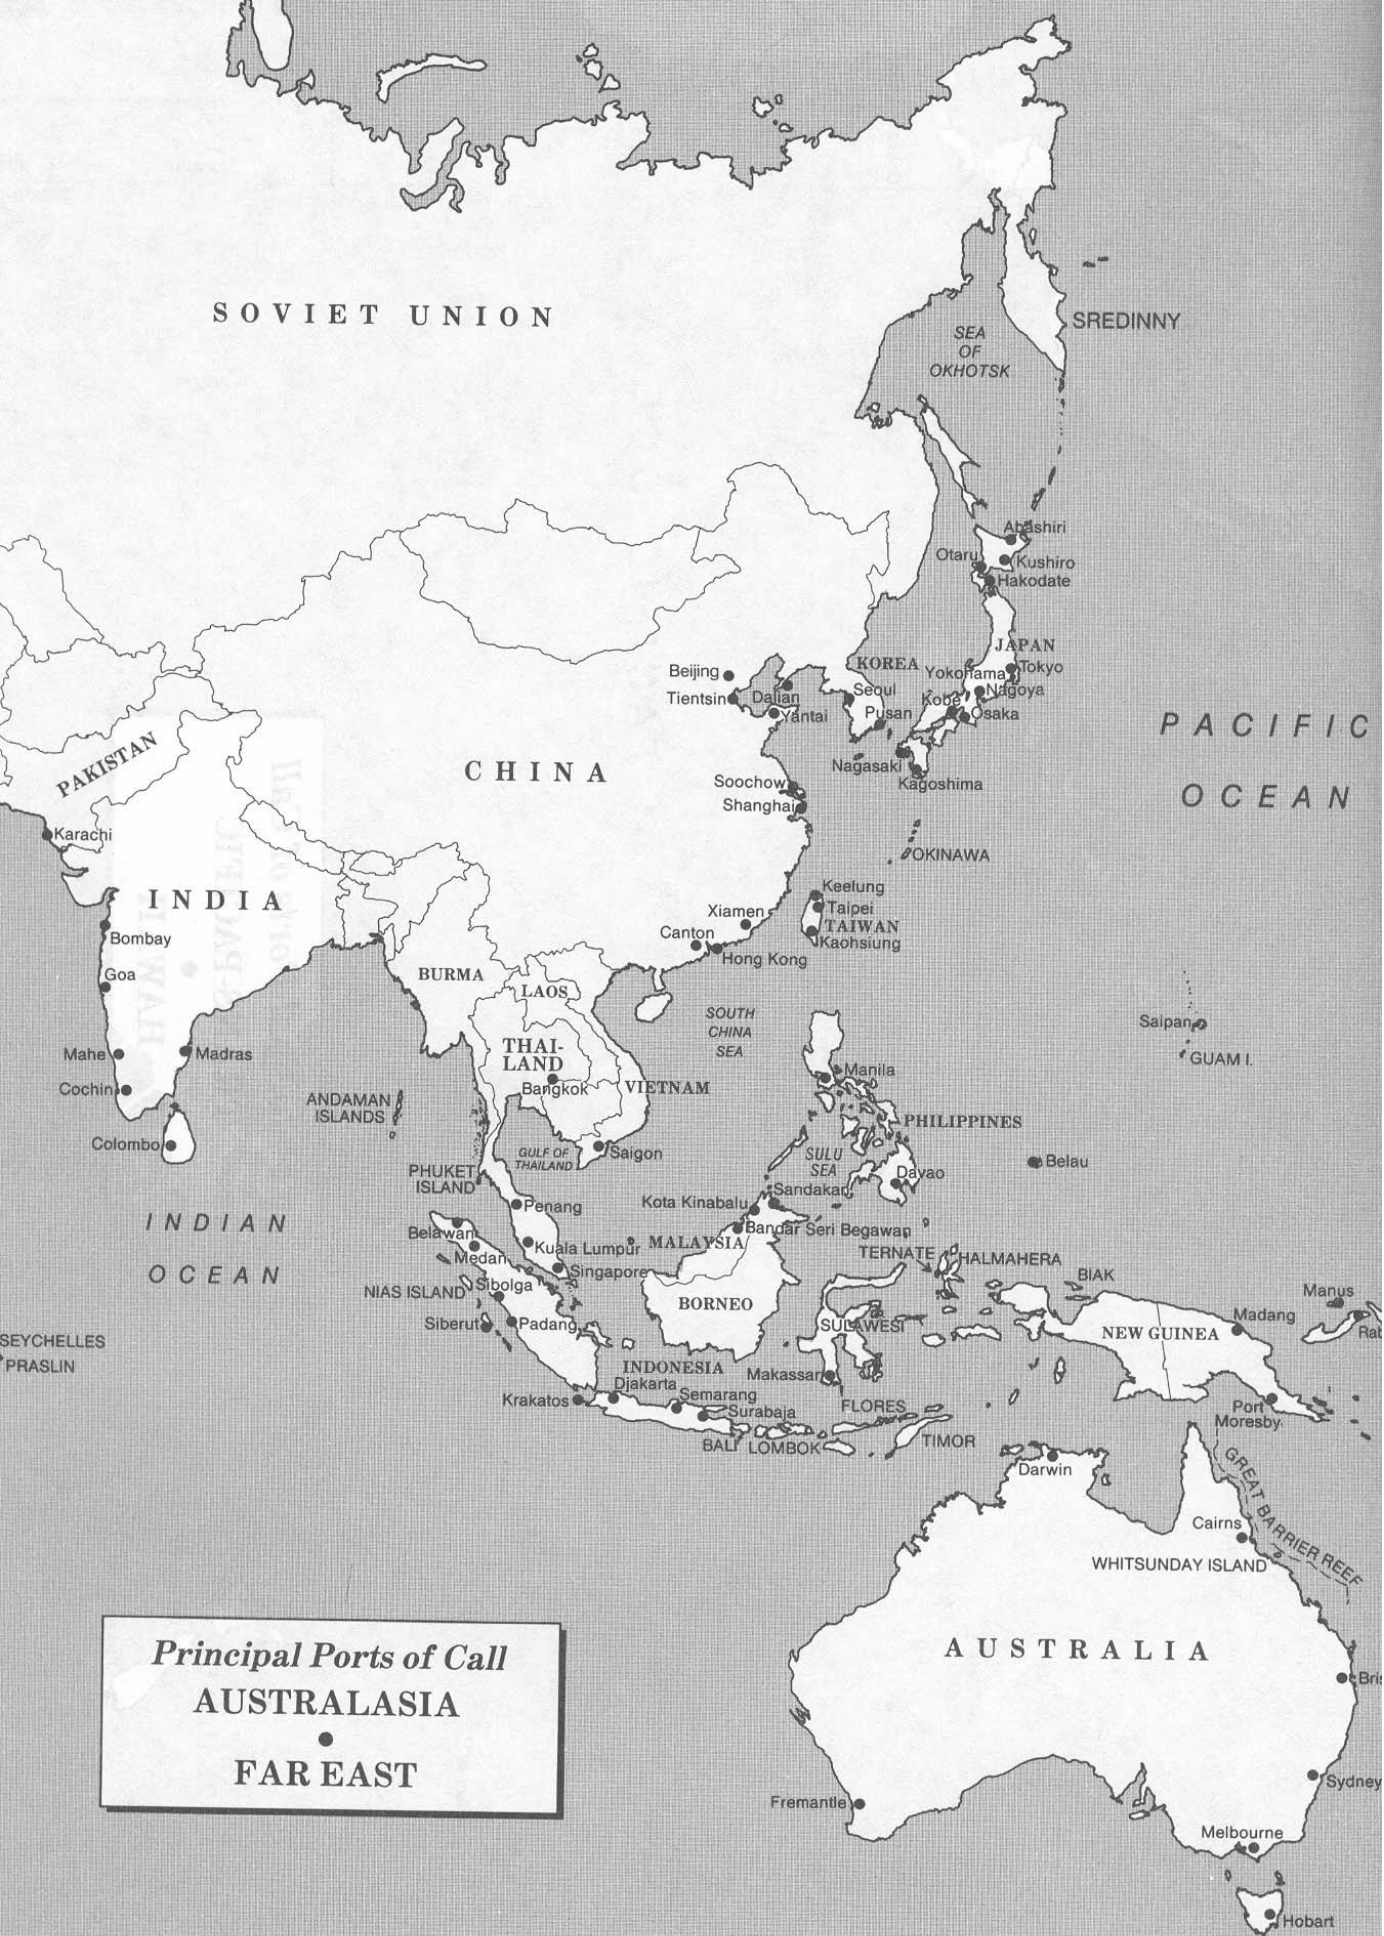 SOVIET UNION
SREDINNY
SEA
OF
OKHOTSK
Abashiri
Otaru
Kushiro
Hakodate
JAPAN
KOREA
Yokohama
Tokyo
Beijing
Tientsin
Dalian
Seoul
Nagoya
Kobe
Yantai
Pusan
Osaka
PACIFIC
OCEAN
PAKISTAN
CHINA
Nagasaki
Kagoshima
Soochow
Shanghai
Karachi
OKINAWA
INDIA
Keelung
Taipei
Xiamen
TAIWAN
Canton
Kaohsiung
Bombay
Hong Kong
Goa
BURMA
LAOS
SOUTH
CHINA
SEA
Saipan
GUAM I.
Mahe
Madras
THAI-
LAND
Bangkok
VIETNAM
Manila
Cochin
ANDAMAN
ISLANDS
PHILIPPINES
Colombo
GULF OF
THAILAND
Saigon
SULU
SEA
Belau
PHUKET
ISLAND
Davao
Sandakan
Kota Kinabalu
Penang
INDIAN
OCEAN
Belawan
Bandar Seri Begawan
MALAYSIA
Kuala Lumpur
Medan
TERNATE
HALMAHERA
Singapore
BIAK
NIAS ISLAND
Sibolga
BORNEO
Manus
Madang
Siberut
Padang
SULAWESI
NEW GUINEA
Rab
SEYCHELLES
PRASLIN
INDONESIA
Makassar
Djakarta
Krakatos
Semarang
Surabaja
FLORES
Port
Moresby
BALI
LOMBOK
TIMOR
Darwin
GREAT BARRIER REEF
Cairns
WHITSUNDAY ISLAND
AUSTRALIA
Bris
Principal Ports of Call
AUSTRALASIA
•
FAR EAST
Sydney
Fremantle
Melbourne
Hobart